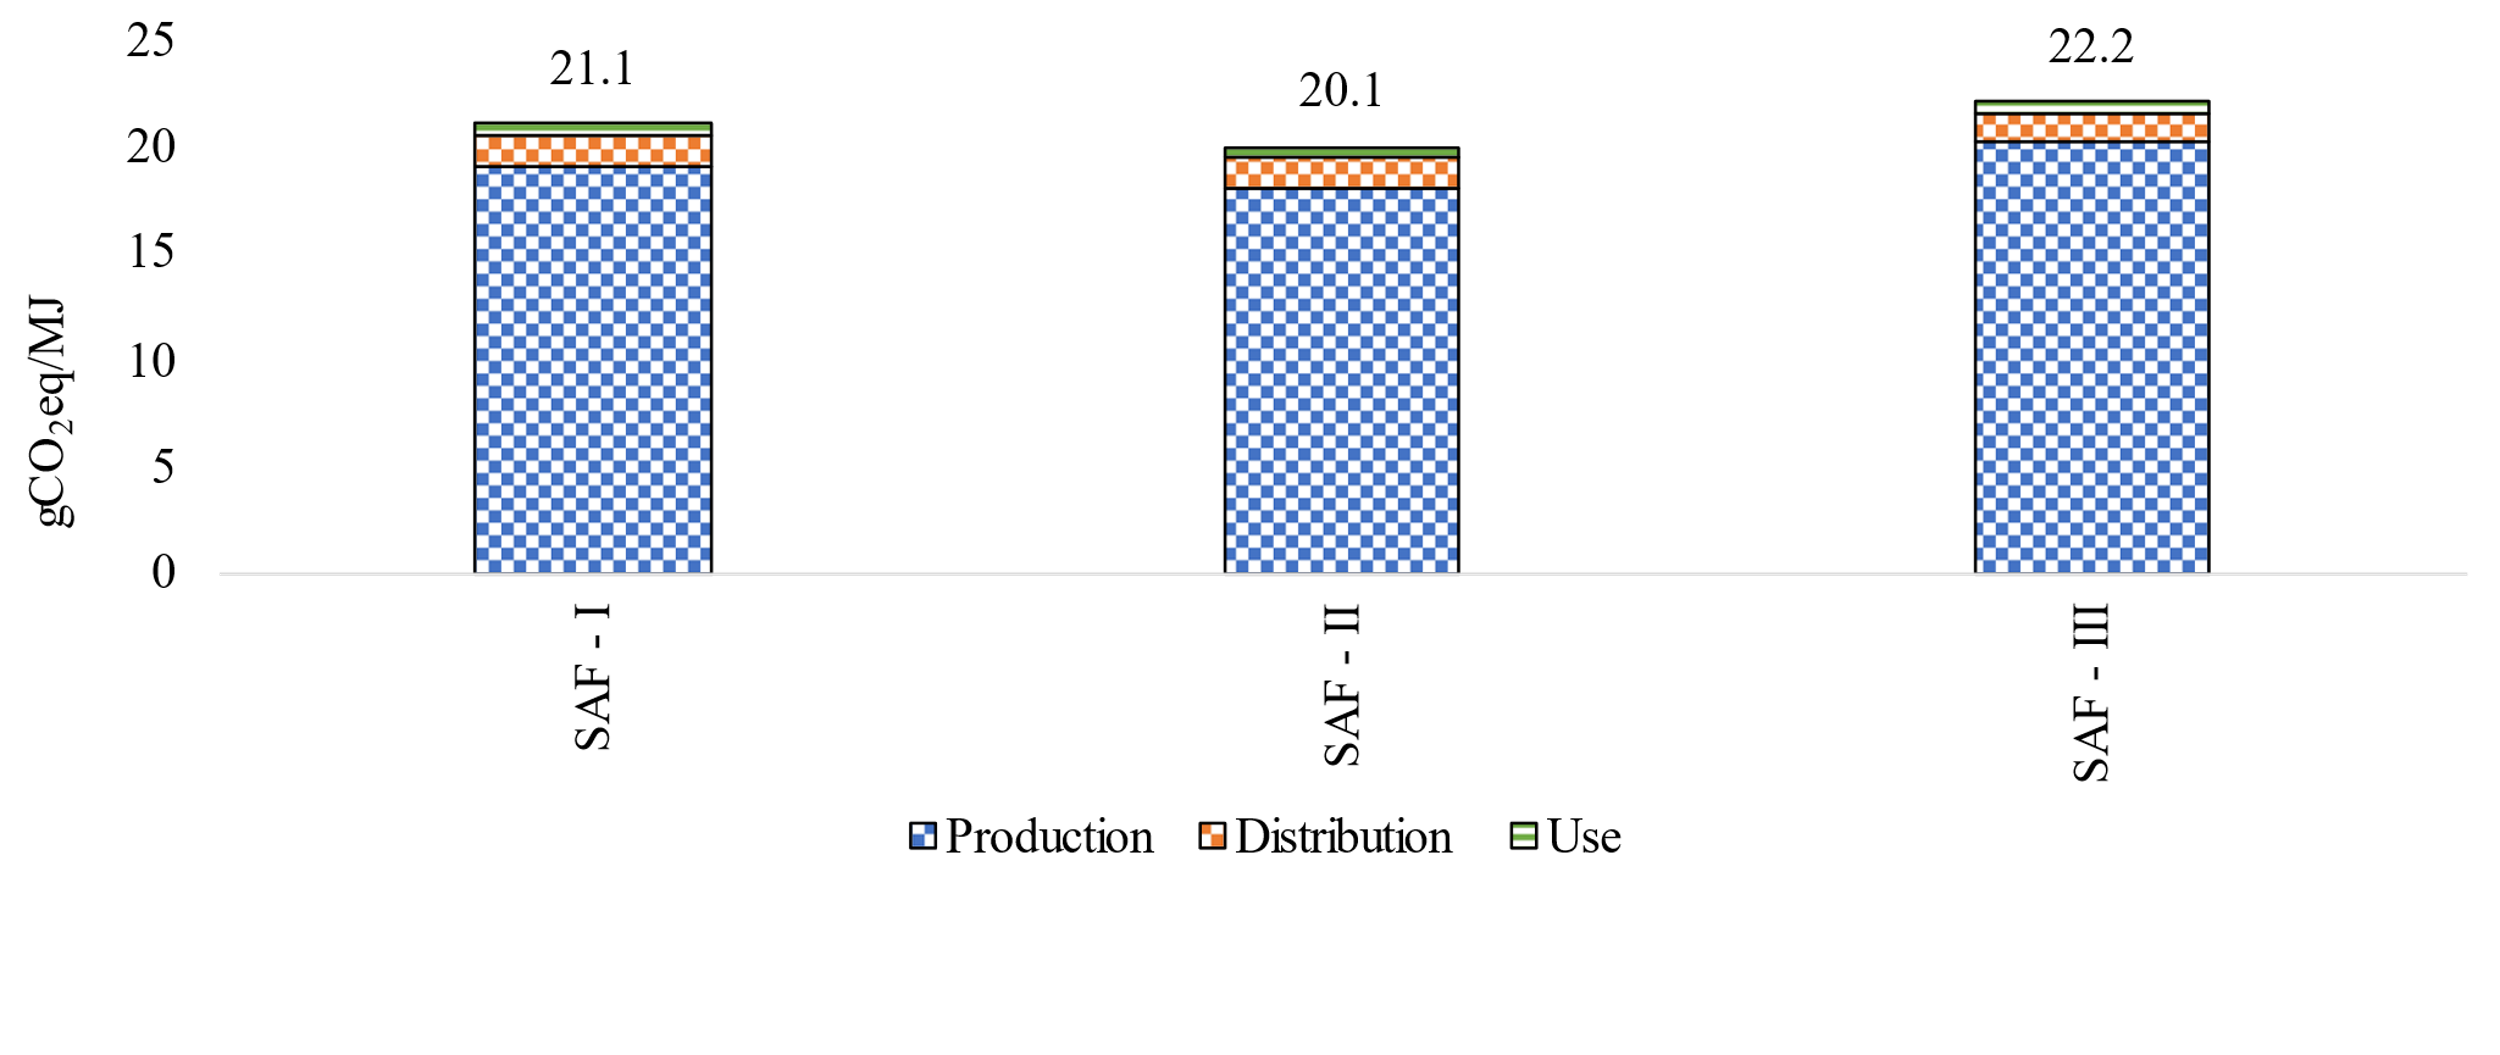 25
20
15
10
5
0
gCO₂eq/MJ
21.1
20.1
22.2
SAF - I
SAF - II
SAF - III
Production
Distribution
Use